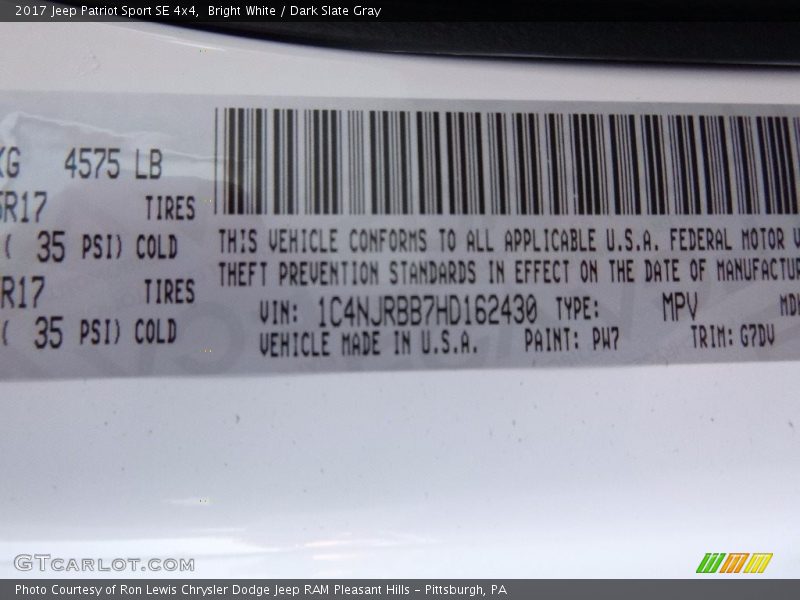 2017 Jeep Patriot Sport SE 4x4,  Bright White / Dark Slate Gray
KG 4575 LB
R17 TIRES
( 35 PSI) COLD
R17 TIRES
( 35 PSI) COLD
THIS VEHICLE CONFORMS TO ALL APPLICABLE U.S.A. FEDERAL MOTOR V
THEFT PREVENTION STANDARDS IN EFFECT ON THE DATE OF MANUFACTUR
VIN: 1C4NJRBB7HD162430 TYPE: MPV MDH
VEHICLE MADE IN U.S.A. PAINT: PW7 TRIM: G7DV
GTCARLOT.COM
Photo Courtesy of Ron Lewis Chrysler Dodge Jeep RAM Pleasant Hills – Pittsburgh, PA